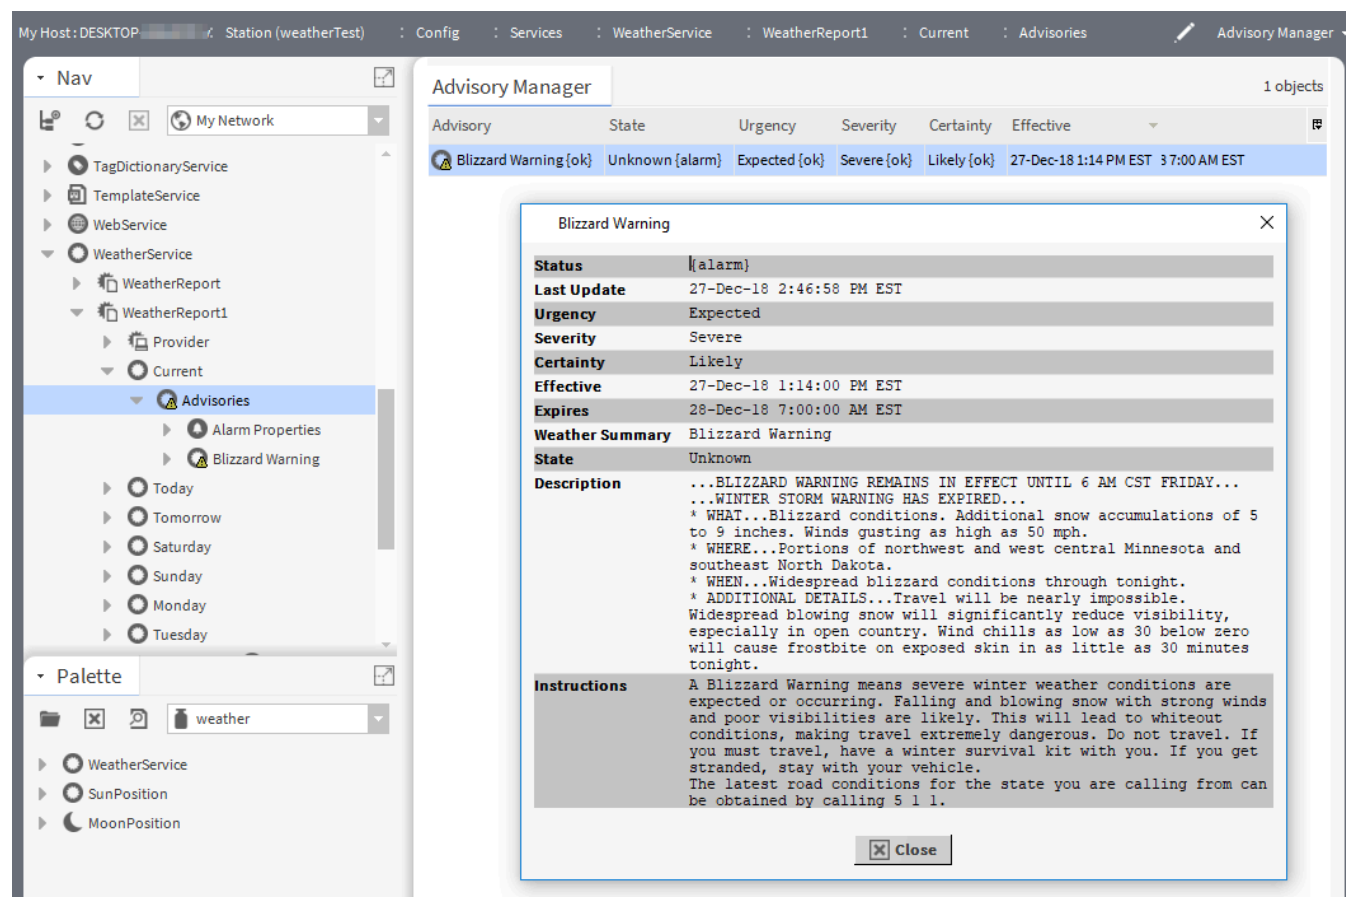 My Host : DESKTOP : Station (weatherTest) : Config : Services : WeatherService : WeatherReport1 : Current : Advisories Advisory Manager
Nav
My Network
TagDictionaryService
TemplateService
WebService
WeatherService
WeatherReport
WeatherReport1
Provider
Current
Advisories
Alarm Properties
Blizzard Warning
Today
Tomorrow
Saturday
Sunday
Monday
Tuesday
Palette
weather
WeatherService
SunPosition
MoonPosition
Advisory Manager 1 objects
Advisory State Urgency Severity Certainty Effective
Blizzard Warning {ok} Unknown {alarm} Expected {ok} Severe {ok} Likely {ok} 27-Dec-18 1:14 PM EST 3 7:00 AM EST
Blizzard Warning
Status {alarm}
Last Update 27-Dec-18 2:46:58 PM EST
Urgency Expected
Severity Severe
Certainty Likely
Effective 27-Dec-18 1:14:00 PM EST
Expires 28-Dec-18 7:00:00 AM EST
Weather Summary Blizzard Warning
State Unknown
Description ...BLIZZARD WARNING REMAINS IN EFFECT UNTIL 6 AM CST FRIDAY...
...WINTER STORM WARNING HAS EXPIRED...
* WHAT...Blizzard conditions. Additional snow accumulations of 5
to 9 inches. Winds gusting as high as 50 mph.
* WHERE...Portions of northwest and west central Minnesota and
southeast North Dakota.
* WHEN...Widespread blizzard conditions through tonight.
* ADDITIONAL DETAILS...Travel will be nearly impossible.
Widespread blowing snow will significantly reduce visibility,
especially in open country. Wind chills as low as 30 below zero
will cause frostbite on exposed skin in as little as 30 minutes
tonight.
Instructions A Blizzard Warning means severe winter weather conditions are
expected or occurring. Falling and blowing snow with strong winds
and poor visibilities are likely. This will lead to whiteout
conditions, making travel extremely dangerous. Do not travel. If
you must travel, have a winter survival kit with you. If you get
stranded, stay with your vehicle.
The latest road conditions for the state you are calling from can
be obtained by calling 5 1 1.
Close